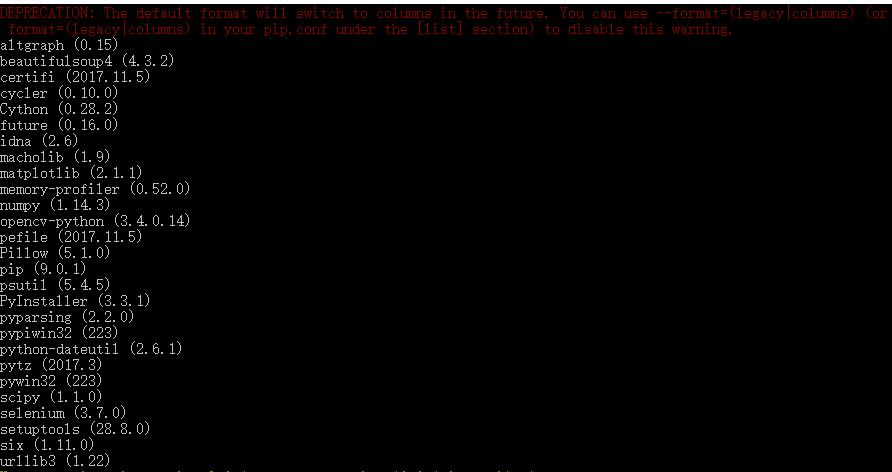 DEPRECATION: The default format will switch to columns in the future. You can use --format=(legacy|columns) (or
format=(legacy|columns) in your pip.conf under the [list] section) to disable this warning.
altgraph (0.15)
beautifulsoup4 (4.3.2)
certifi (2017.11.5)
cycler (0.10.0)
Cython (0.28.2)
future (0.16.0)
idna (2.6)
macholib (1.9)
matplotlib (2.1.1)
memory-profiler (0.52.0)
numpy (1.14.3)
opencv-python (3.4.0.14)
pefile (2017.11.5)
Pillow (5.1.0)
pip (9.0.1)
psutil (5.4.5)
PyInstaller (3.3.1)
pyparsing (2.2.0)
pypiwin32 (223)
python-dateutil (2.6.1)
pytz (2017.3)
pywin32 (223)
scipy (1.1.0)
selenium (3.7.0)
setuptools (28.8.0)
six (1.11.0)
urllib3 (1.22)